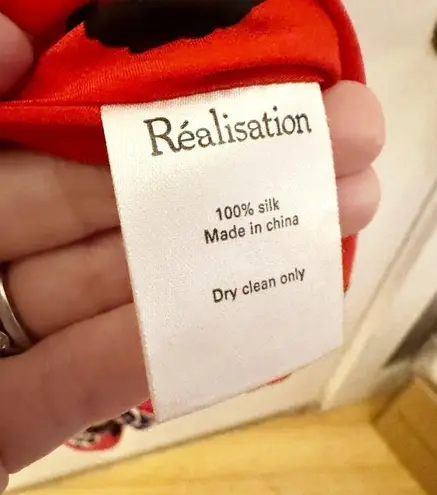 Réalisation
100% silk
Made in china
Dry clean only